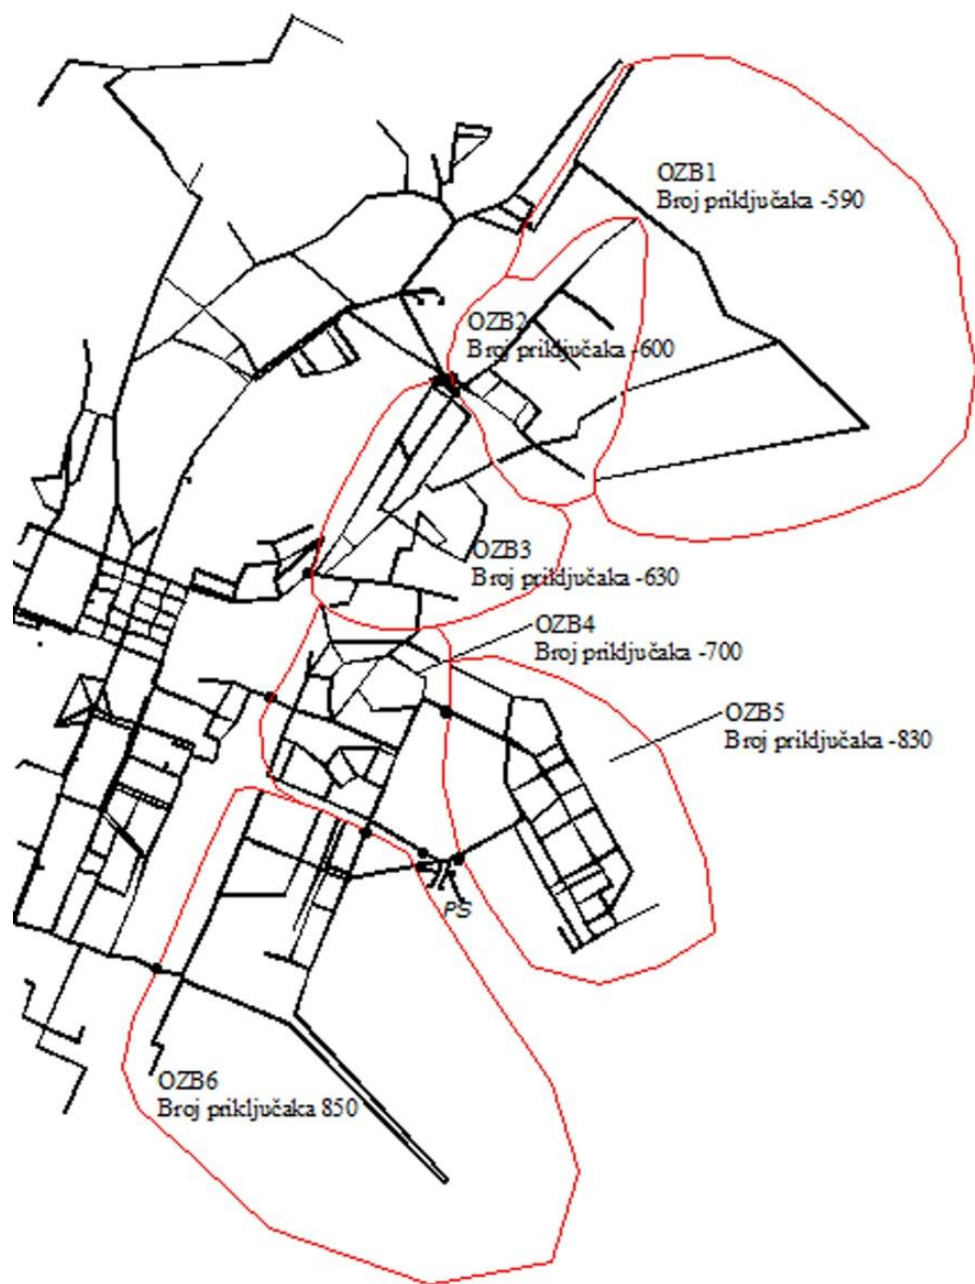 OZB1
Broj priključaka -590
OZB2
Broj priključaka -600
OZB3
Broj priključaka -630
OZB4
Broj priključaka -700
OZB5
Broj priključaka -830
PS
OZB6
Broj priključaka 850